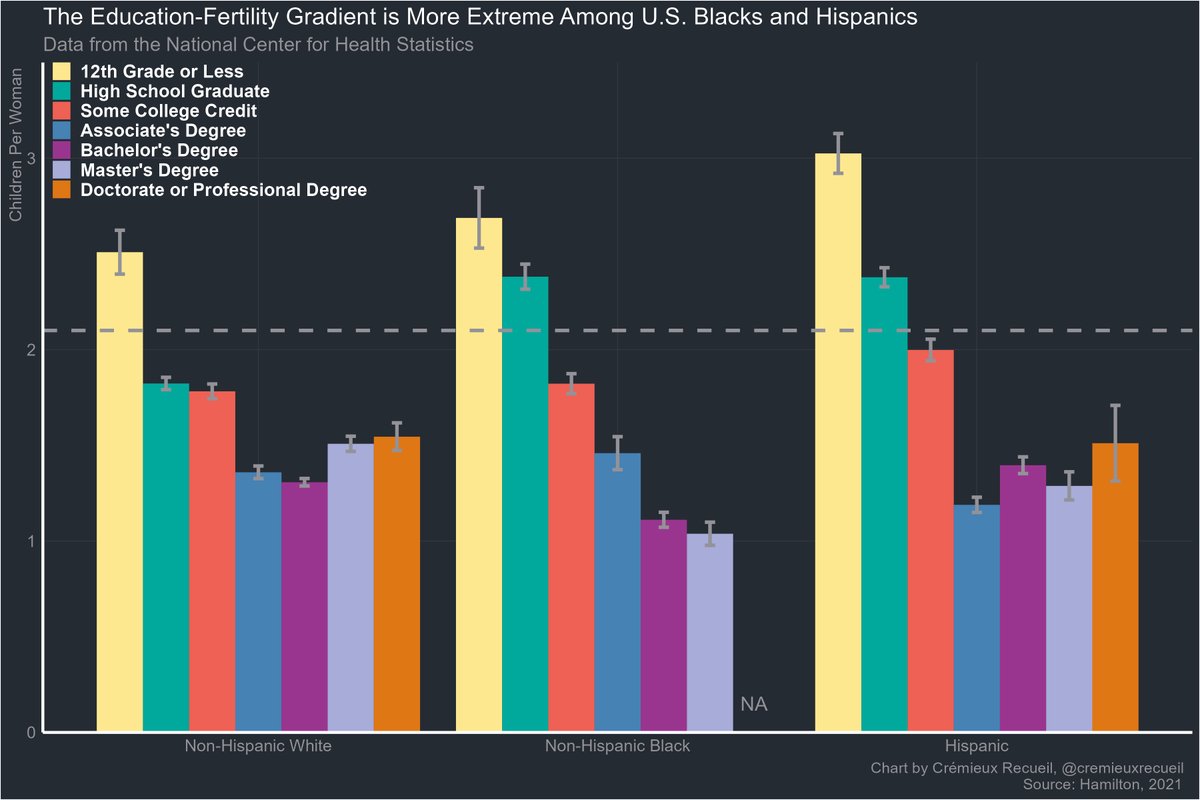 The Education-Fertility Gradient is More Extreme Among U.S. Blacks and Hispanics
Data from the National Center for Health Statistics
Children Per Woman
12th Grade or Less
High School Graduate
Some College Credit
Associate's Degree
Bachelor's Degree
Master's Degree
Doctorate or Professional Degree
3
2
1
0
NA
Non-Hispanic White
Non-Hispanic Black
Hispanic
Chart by Crémieux Recueil, @cremieuxrecueil
Source: Hamilton, 2021